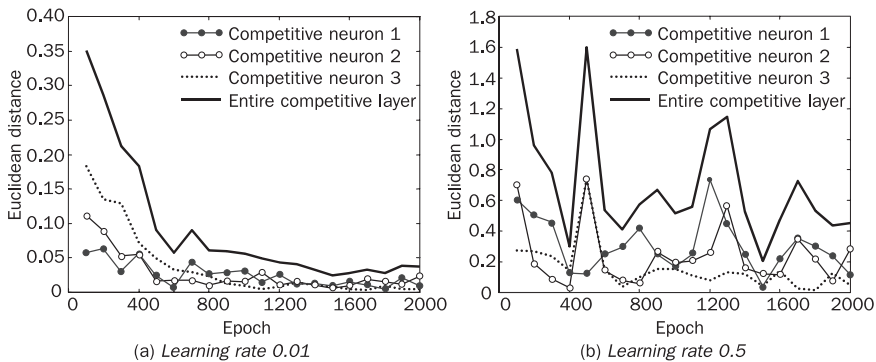 0.40
0.35
0.30
0.25
0.20
0.15
0.10
0.05
0
Euclidean distance
Competitive neuron 1
Competitive neuron 2
Competitive neuron 3
Entire competitive layer
0 400 800 1200 1600 2000
Epoch
(a) Learning rate 0.01
1.8
1.6
1.4
1.2
1.0
0.8
0.6
0.4
0.2
0
Euclidean distance
Competitive neuron 1
Competitive neuron 2
Competitive neuron 3
Entire competitive layer
0 400 800 1200 1600 2000
Epoch
(b) Learning rate 0.5